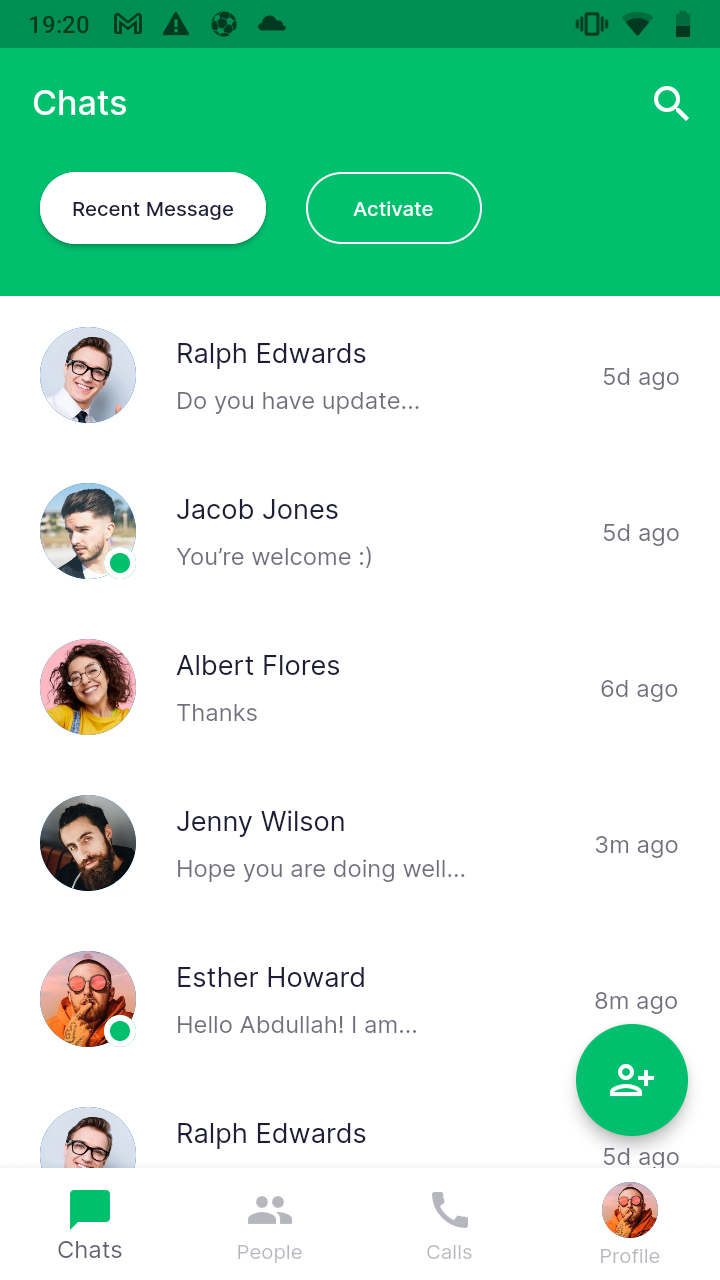 19:20
Chats
Recent Message
Activate
Ralph Edwards
Do you have update...
5d ago
Jacob Jones
You’re welcome :)
5d ago
Albert Flores
Thanks
6d ago
Jenny Wilson
Hope you are doing well...
3m ago
Esther Howard
Hello Abdullah! I am...
8m ago
Ralph Edwards
5d ago
Chats
People
Calls
Profile